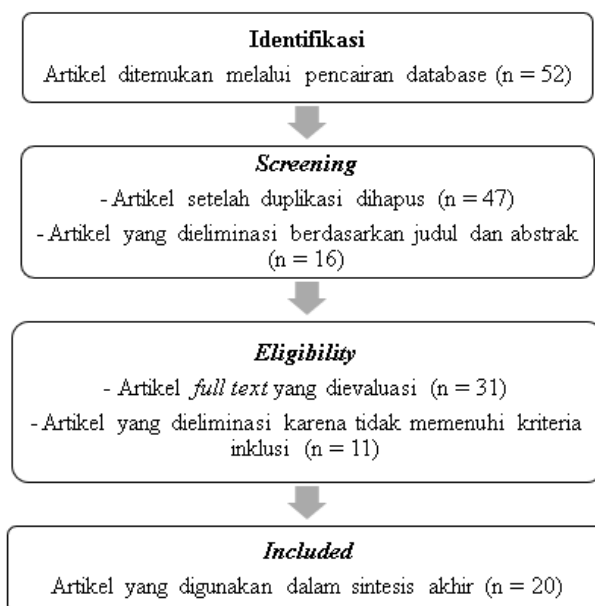 Identifikasi
Artikel ditemukan melalui pencairan database (n = 52)
Screening
- Artikel setelah duplikasi dihapus (n = 47)
- Artikel yang dieliminasi berdasarkan judul dan abstrak
(n = 16)
Eligibility
- Artikel full text yang dievaluasi (n = 31)
- Artikel yang dieliminasi karena tidak memenuhi kriteria
inklusi (n = 11)
Included
Artikel yang digunakan dalam sintesis akhir (n = 20)